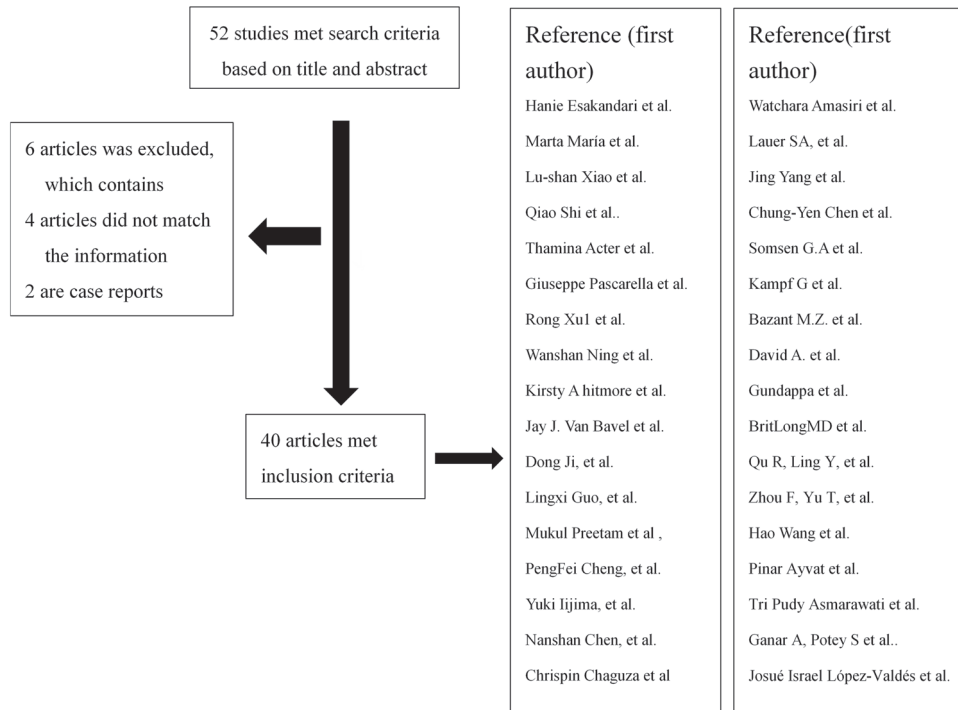 52 studies met search criteria
based on title and abstract
6 articles was excluded,
which contains
4 articles did not match
the information
2 are case reports
40 articles met
inclusion criteria
Reference (first
author)
Hanie Esakandari et al.
Marta María et al.
Lu-shan Xiao et al.
Qiao Shi et al..
Thamina Acter et al.
Giuseppe Pascarella et al.
Rong Xu1 et al.
Wanshan Ning et al.
Kirsty A hitmore et al.
Jay J. Van Bavel et al.
Dong Ji, et al.
Lingxi Guo, et al.
Mukul Preetam et al ,
PengFei Cheng, et al.
Yuki Iijima, et al.
Nanshan Chen, et al.
Chrispin Chaguza et al
Reference(first
author)
Watchara Amasiri et al.
Lauer SA, et al.
Jing Yang et al.
Chung-Yen Chen et al.
Somsen G.A et al.
Kampf G et al.
Bazant M.Z. et al.
David A. et al.
Gundappa et al.
BritLongMD et al.
Qu R, Ling Y, et al.
Zhou F, Yu T, et al.
Hao Wang et al.
Pinar Ayvat et al.
Tri Pudy Asmarawati et al.
Ganar A, Potey S et al..
Josué Israel López-Valdés et al.